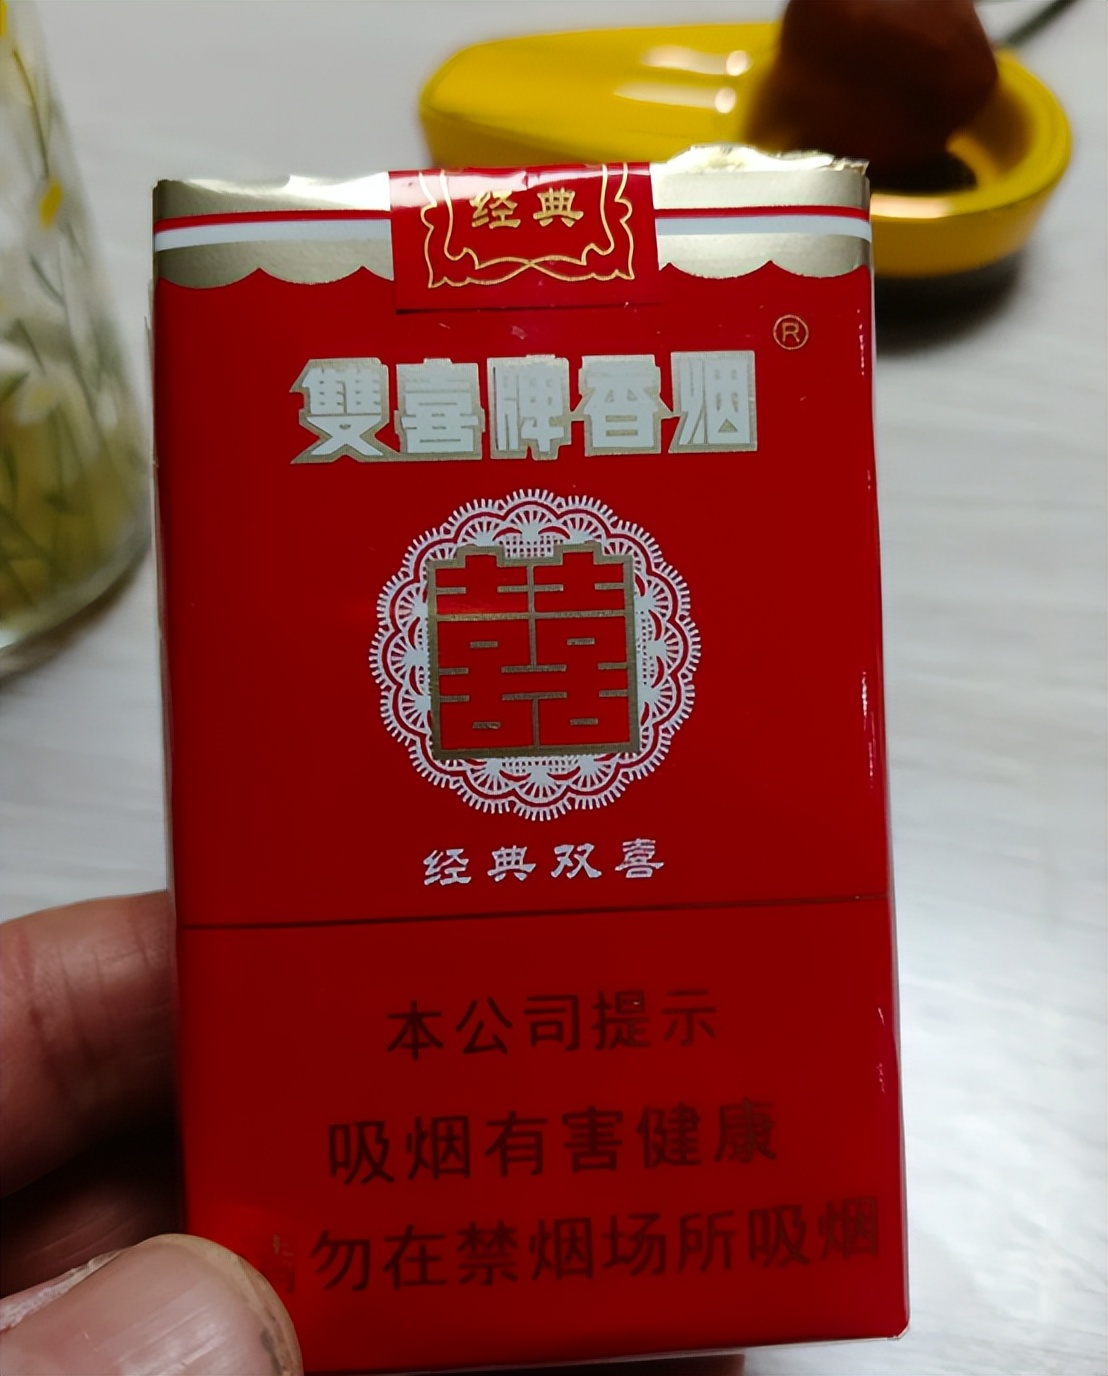 经典
®
雙喜牌香烟
囍
经典双喜
本公司提示
吸烟有害健康
请勿在禁烟场所吸烟